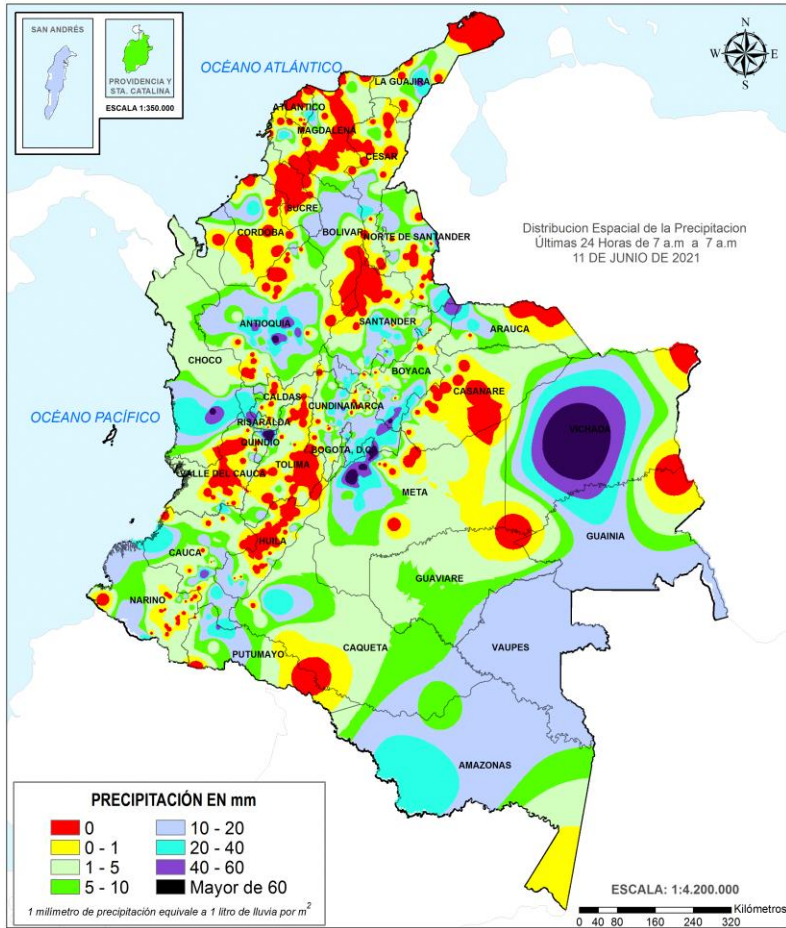 SAN ANDRÉS
PROVIDENCIA Y
STA. CATALINA
ESCALA 1:350.000
OCÉANO ATLÁNTICO
N
W E
S
LA GUAJIRA
ATLANTICO
MAGDALENA
CESAR
SUCRE
CORDOBA
BOLIVAR
NORTE DE SANTANDER
Distribucion Espacial de la Precipitacion
Últimas 24 Horas de 7 a.m a 7 a.m
11 DE JUNIO DE 2021
ANTIOQUIA
SANTANDER
ARAUCA
CHOCO
BOYACA
CASANARE
CALDAS
CUNDINAMARCA
OCÉANO PACÍFICO
RISARALDA
VICHADA
QUINDIO
BOGOTA, D.C
VALLE DEL CAUCA
TOLIMA
META
GUAINIA
HUILA
CAUCA
GUAVIARE
NARINO
CAQUETA
VAUPES
PUTUMAYO
AMAZONAS
PRECIPITACIÓN EN mm
0 10 - 20
0 - 1 20 - 40
1 - 5 40 - 60
5 - 10 Mayor de 60
1 milímetro de precipitación equivale a 1 litro de lluvia por m²
ESCALA: 1:4.200.000
Kilómetros
0 40 80 160 240 320